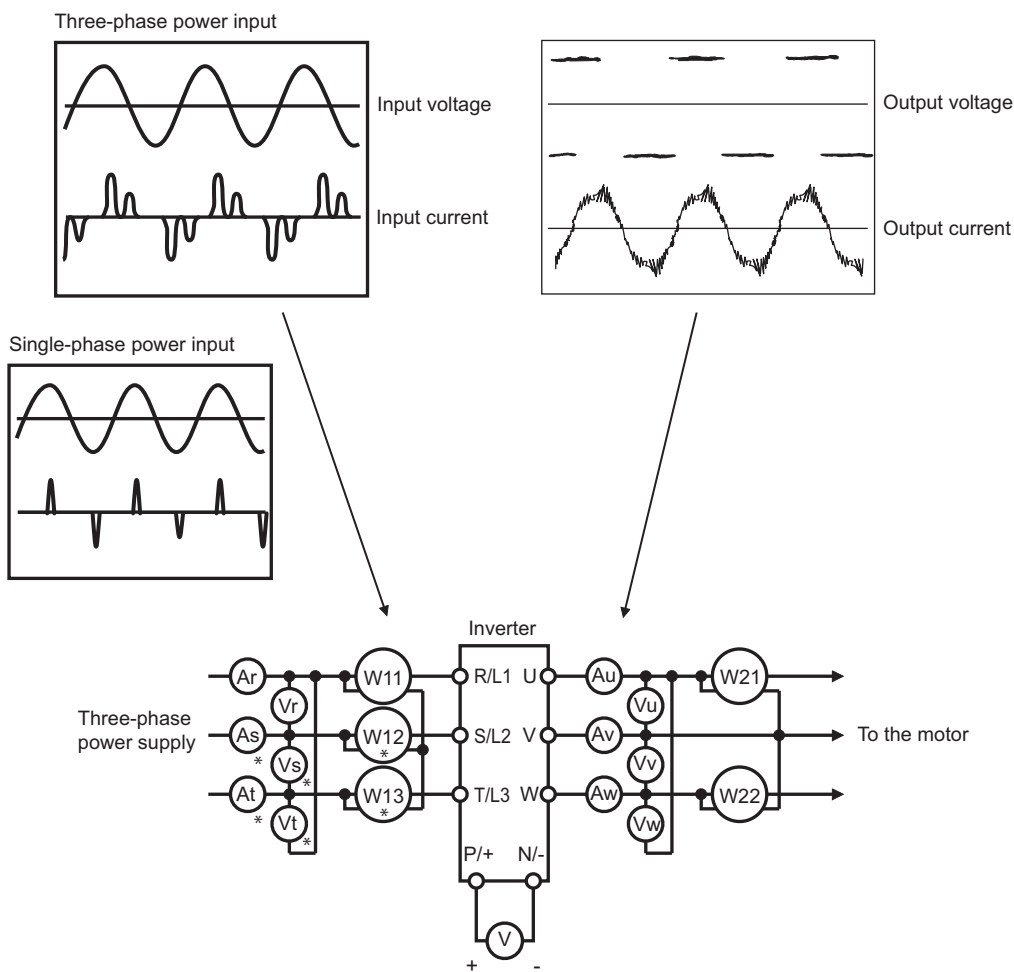 Three-phase power input
Input voltage
Input current
Output voltage
Output current
Single-phase power input
Inverter
Ar
W11
R/L1
U
Au
W21
Vr
Vu
Three-phase
power supply
As
*
W12
*
S/L2
V
Av
To the motor
Vs
*
Vv
At
*
W13
*
T/L3
W
Aw
W22
Vt
*
Vw
P/+
N/-
V
+
-